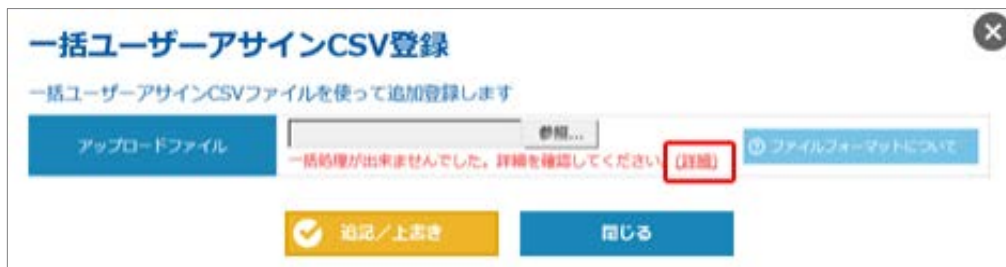 一括ユーザーアサインCSV登録
一括ユーザーアサインCSVファイルを使って追加登録します
アップロードファイル
参照...
一括処理が出来ませんでした。詳細を確認してください (詳細)
ファイルフォーマットについて
追記／上書き
閉じる